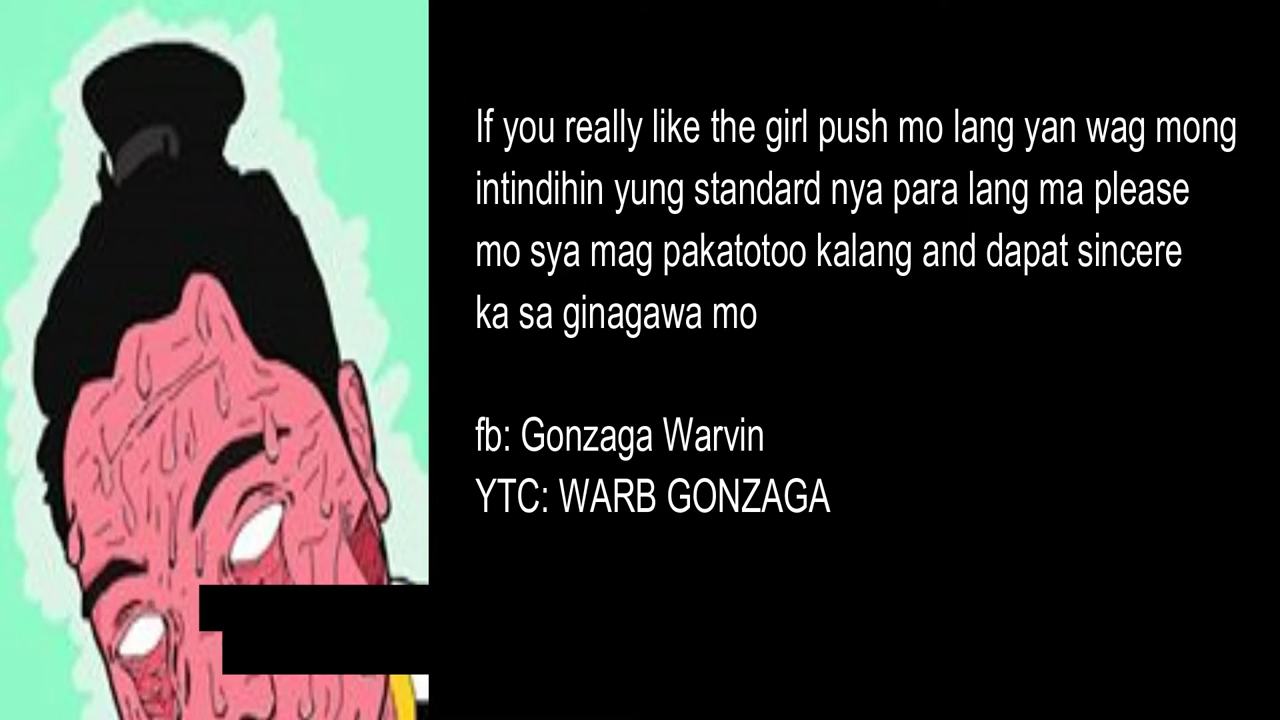 If you really like the girl push mo lang yan wag mong
intindihin yung standard nya para lang ma please
mo sya mag pakatotoo kalang and dapat sincere
ka sa ginagawa mo
fb: Gonzaga Warvin
YTC: WARB GONZAGA